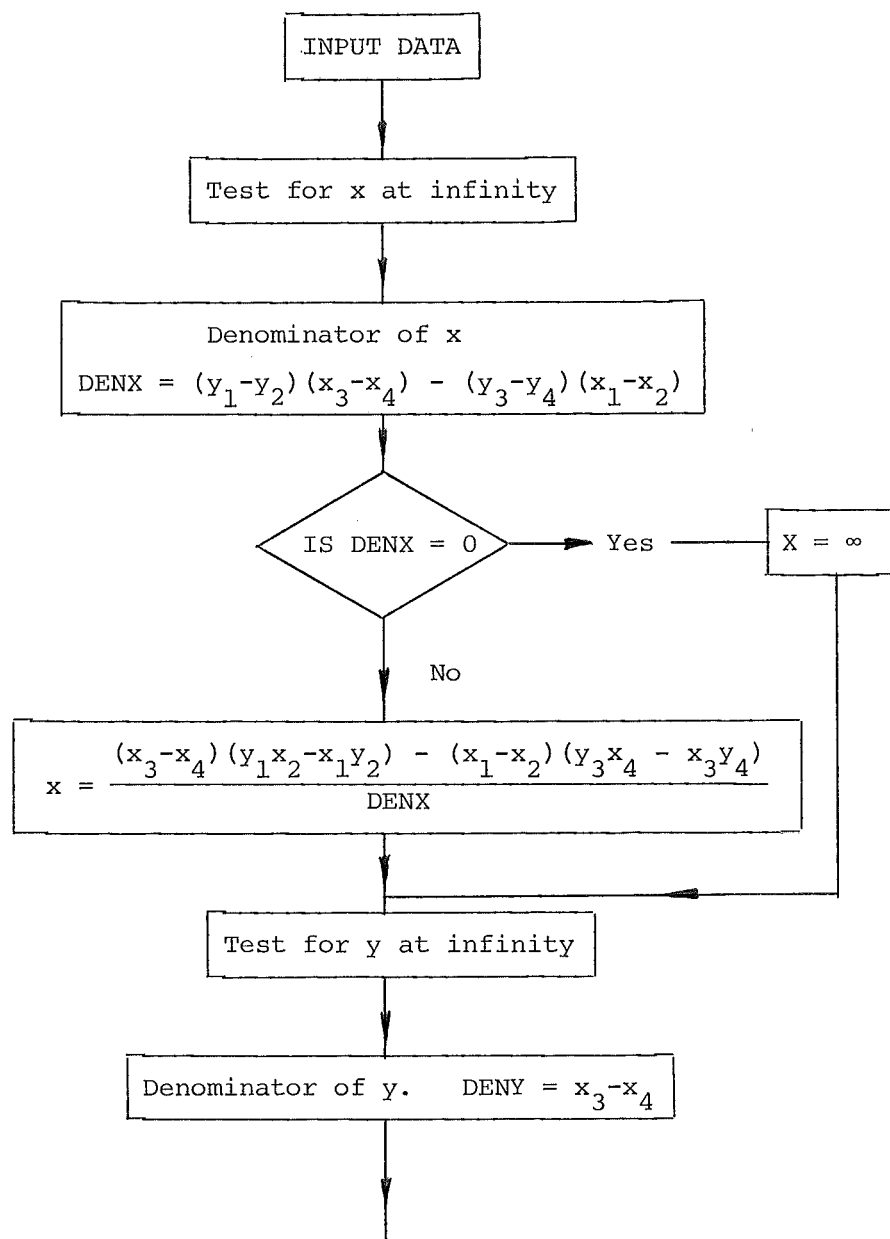 INPUT DATA
Test for x at infinity
Denominator of x
DENX = (y₁-y₂)(x₃-x₄) - (y₃-y₄)(x₁-x₂)
IS DENX = 0
Yes
X = ∞
No
x = (x₃-x₄)(y₁x₂-x₁y₂) - (x₁-x₂)(y₃x₄ - x₃y₄)
DENX
Test for y at infinity
Denominator of y. DENY = x₃-x₄